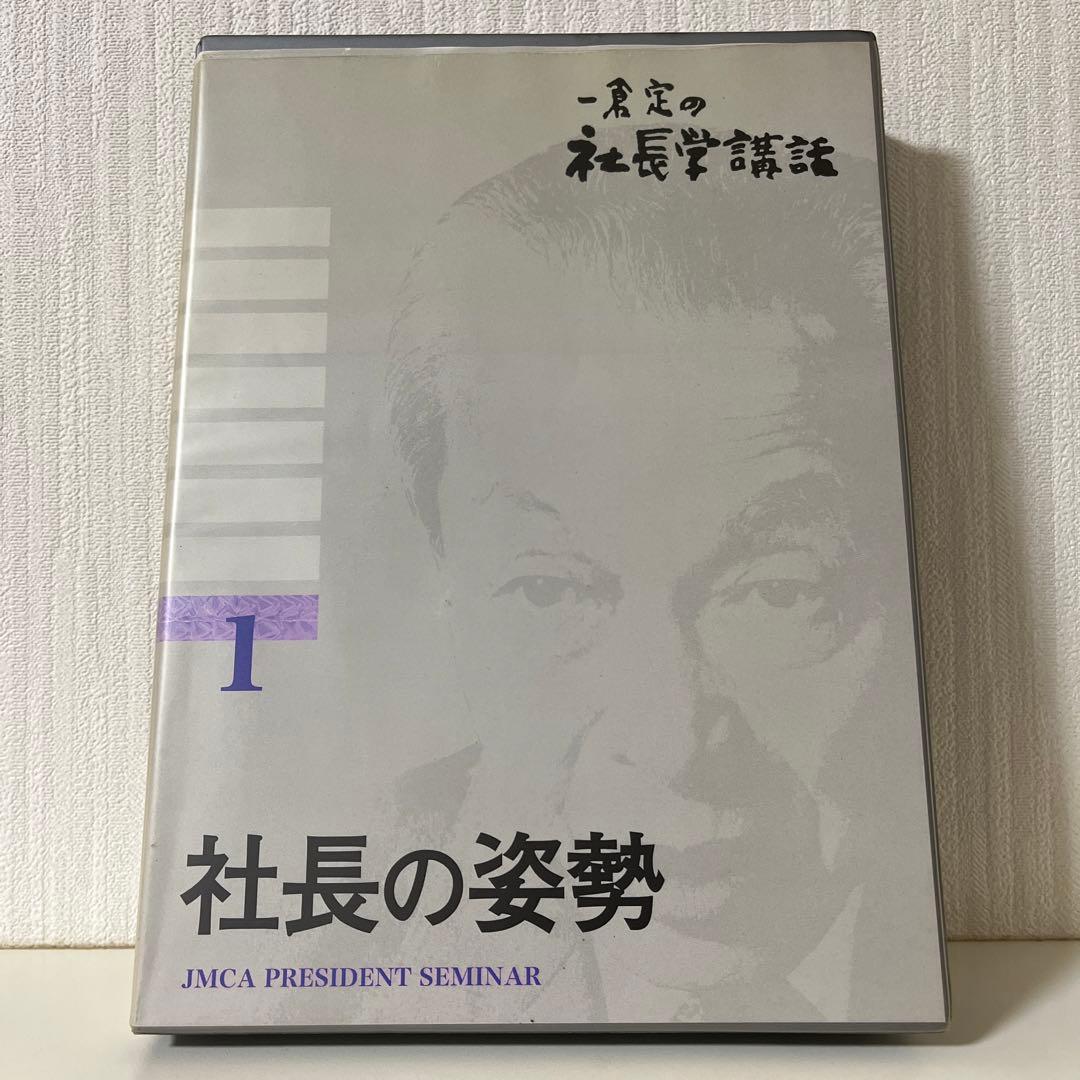 一倉定の
社長学講話
1
社長の姿勢
JMCA PRESIDENT SEMINAR